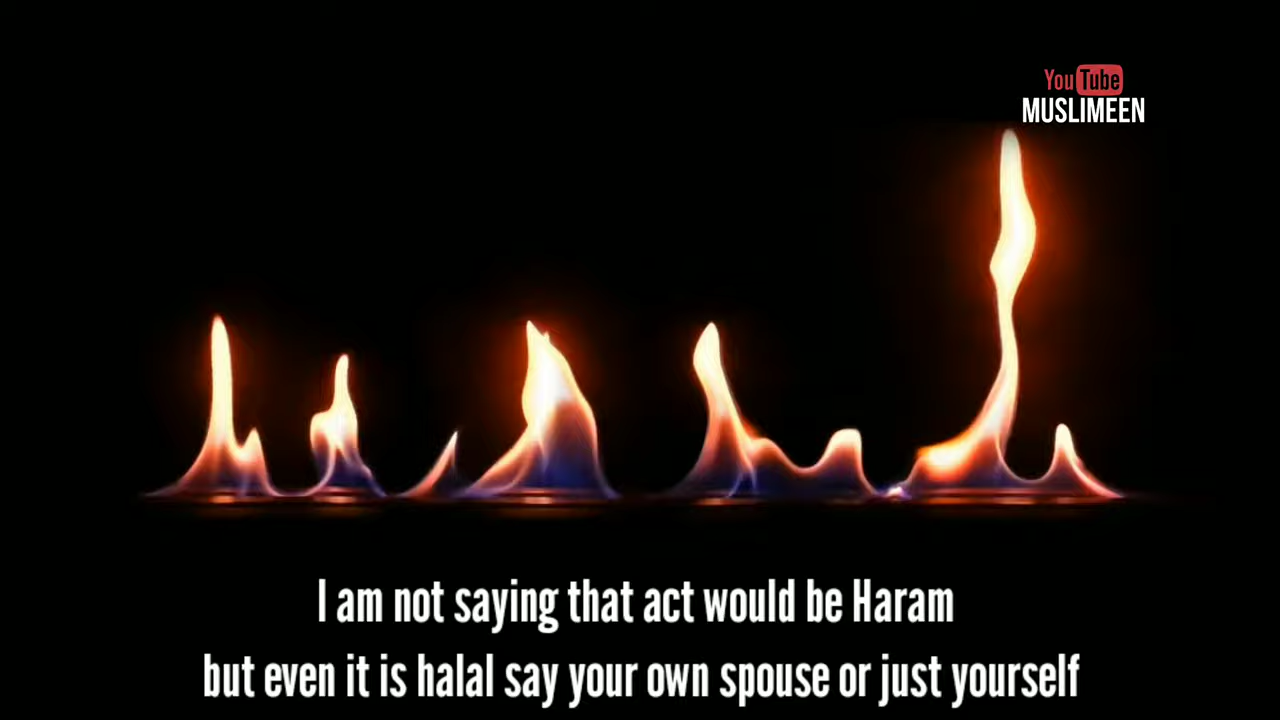 YouTube
MUSLIMEEN
I am not saying that act would be Haram
but even it is halal say your own spouse or just yourself